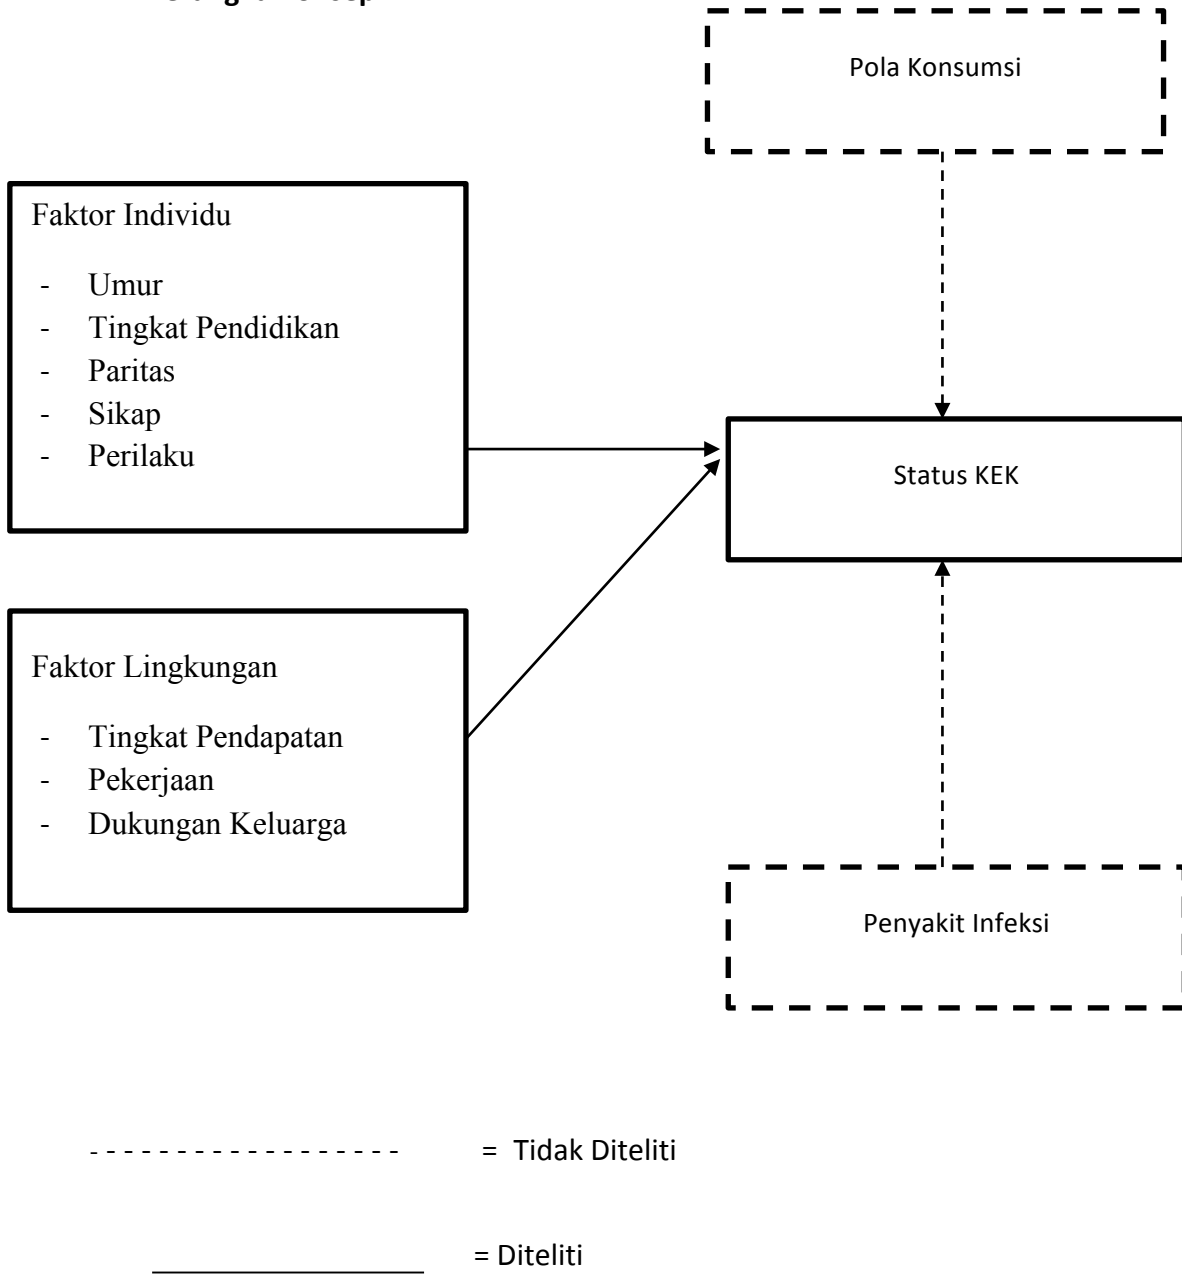 Pola Konsumsi
Faktor Individu
- Umur
- Tingkat Pendidikan
- Paritas
- Sikap
- Perilaku
Status KEK
Faktor Lingkungan
- Tingkat Pendapatan
- Pekerjaan
- Dukungan Keluarga
Penyakit Infeksi
- - - - - - - - - - - - - - - - - - = Tidak Diteliti
= Diteliti